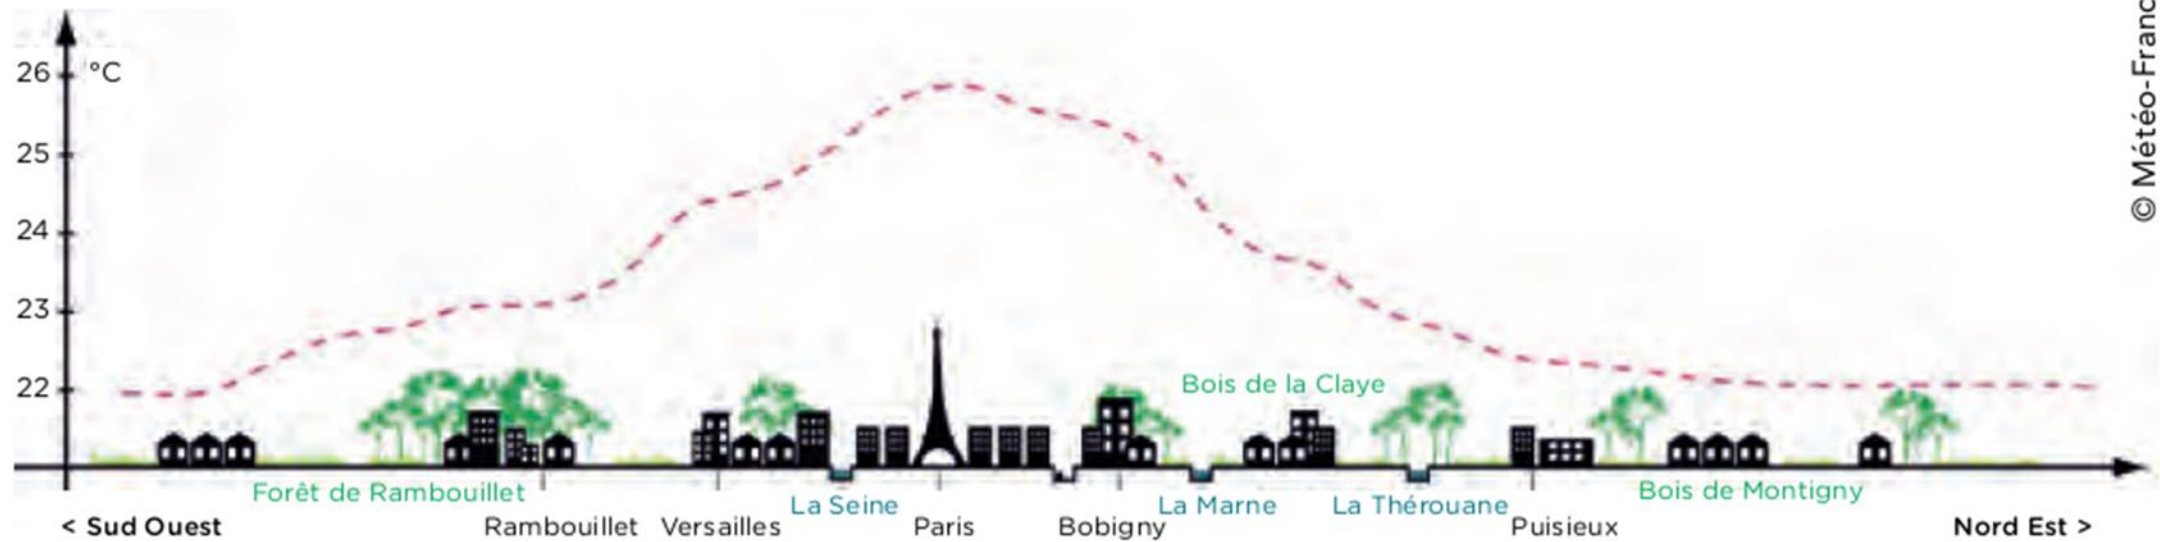 26
°C
25
24
23
22
Bois de la Claye
Forêt de Rambouillet
La Seine
La Marne
La Thérouane
Bois de Montigny
< Sud Ouest
Rambouillet
Versailles
Paris
Bobigny
Puisieux
Nord Est >
© Météo-Franc